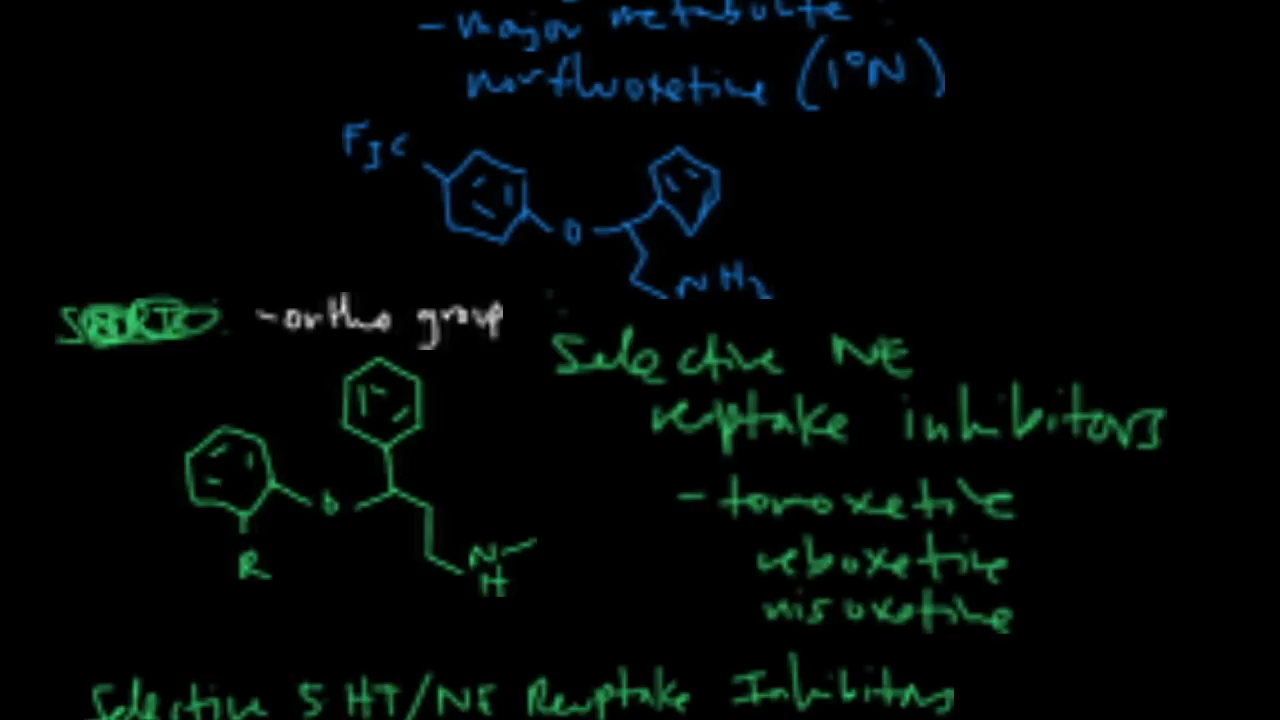 - major metabolite
norfluoxetine (1°N)
F3C
O
NH2
- ortho group
Selective NE
reuptake inhibitors
- tomoxetine
reboxetine
nisoxetine
O
R
N
H
Selective 5HT/NE Reuptake Inhibitors